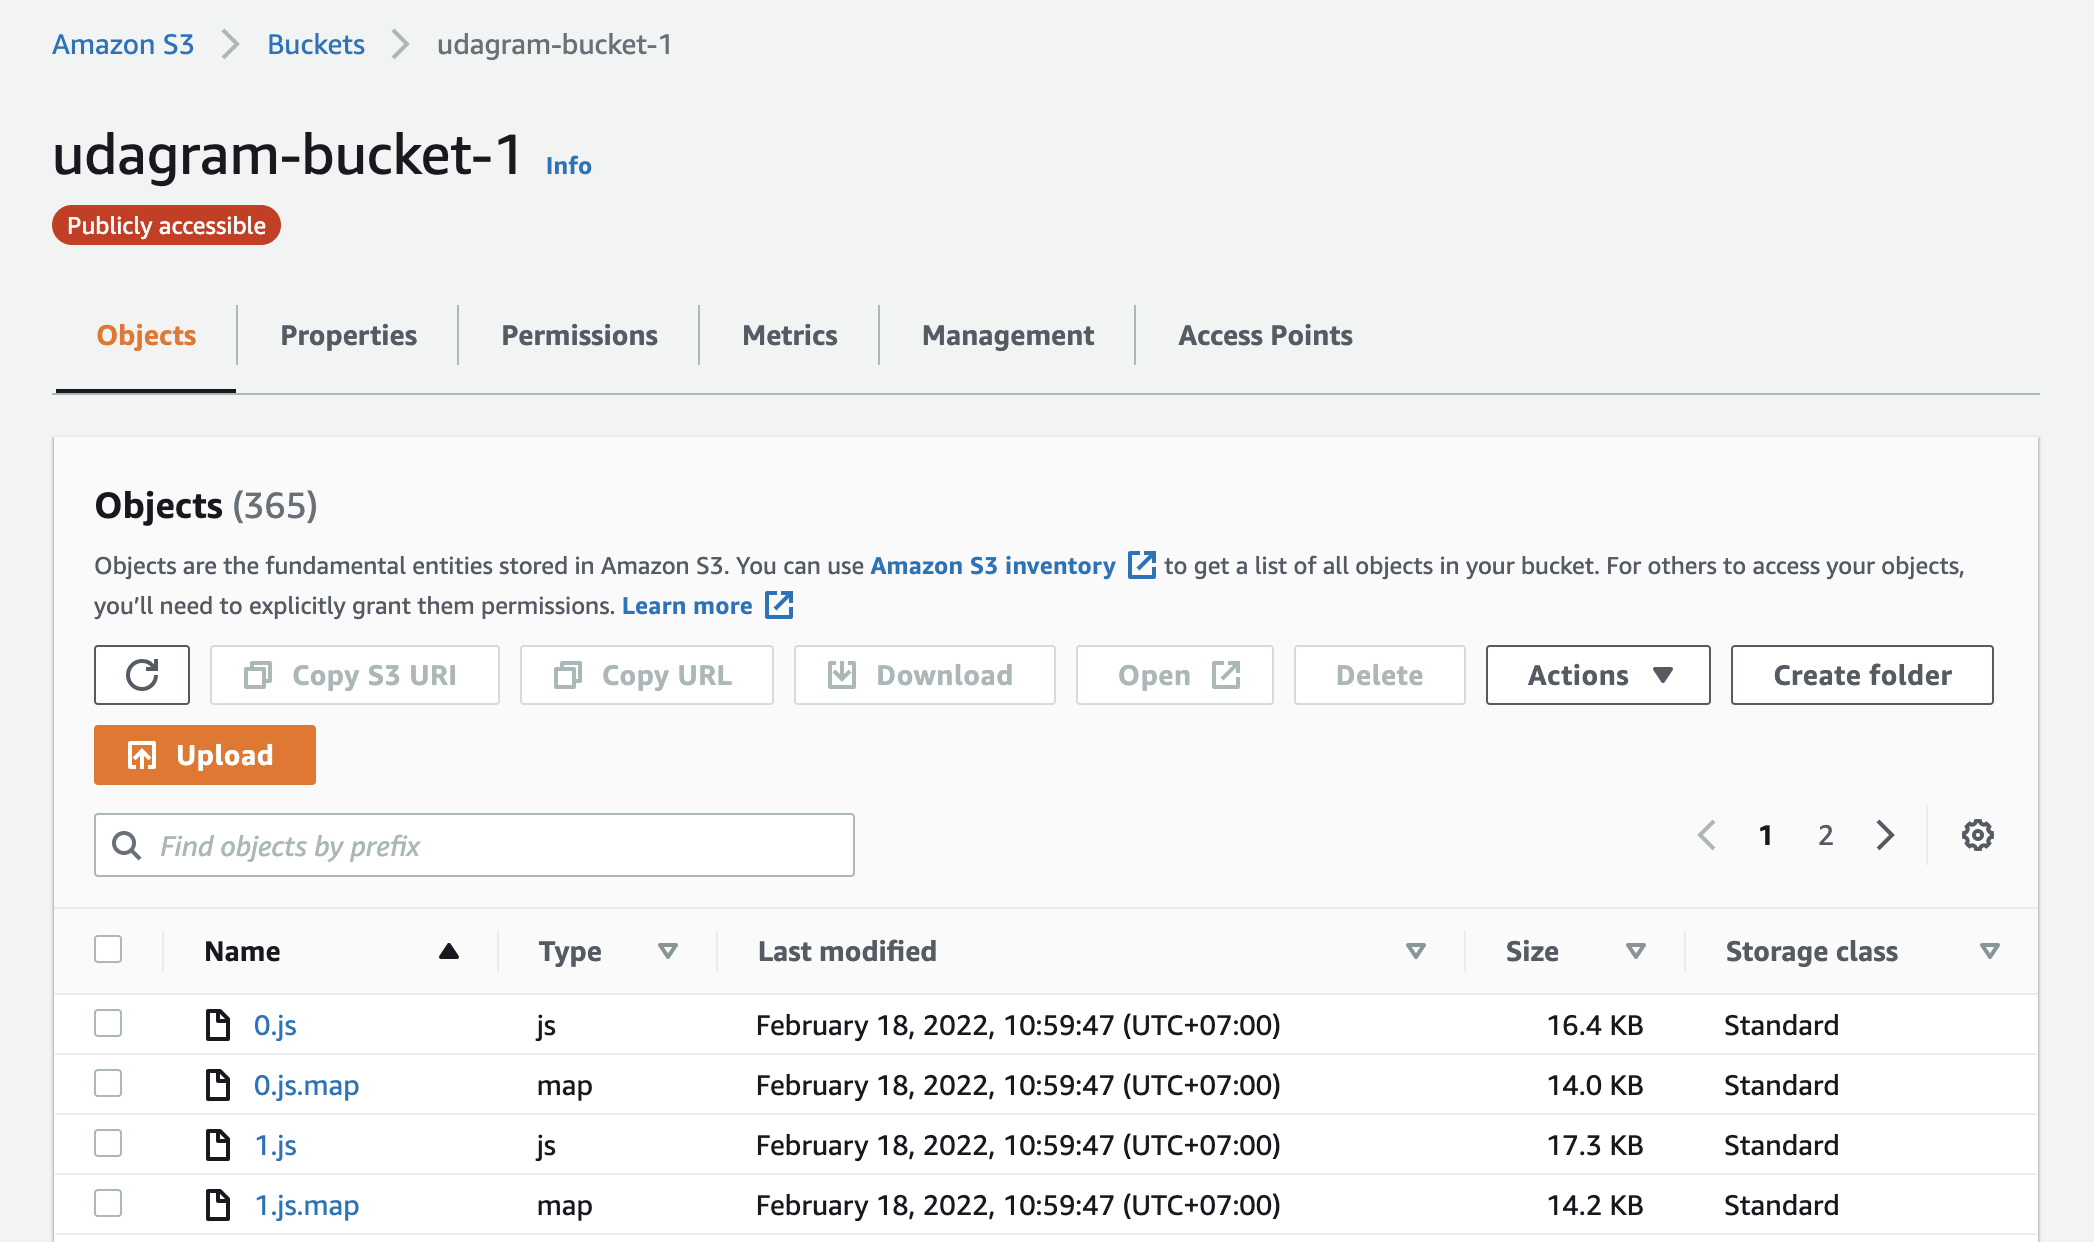 Amazon S3 Buckets udagram-bucket-1
udagram-bucket-1 Info
Publicly accessible
Objects Properties Permissions Metrics Management Access Points
Objects (365)
Objects are the fundamental entities stored in Amazon S3. You can use Amazon S3 inventory to get a list of all objects in your bucket. For others to access your objects,
you'll need to explicitly grant them permissions. Learn more
Copy S3 URI Copy URL Download Open Delete Actions Create folder
Upload
Find objects by prefix 1 2
Name Type Last modified Size Storage class
0.js js February 18, 2022, 10:59:47 (UTC+07:00) 16.4 KB Standard
0.js.map map February 18, 2022, 10:59:47 (UTC+07:00) 14.0 KB Standard
1.js js February 18, 2022, 10:59:47 (UTC+07:00) 17.3 KB Standard
1.js.map map February 18, 2022, 10:59:47 (UTC+07:00) 14.2 KB Standard